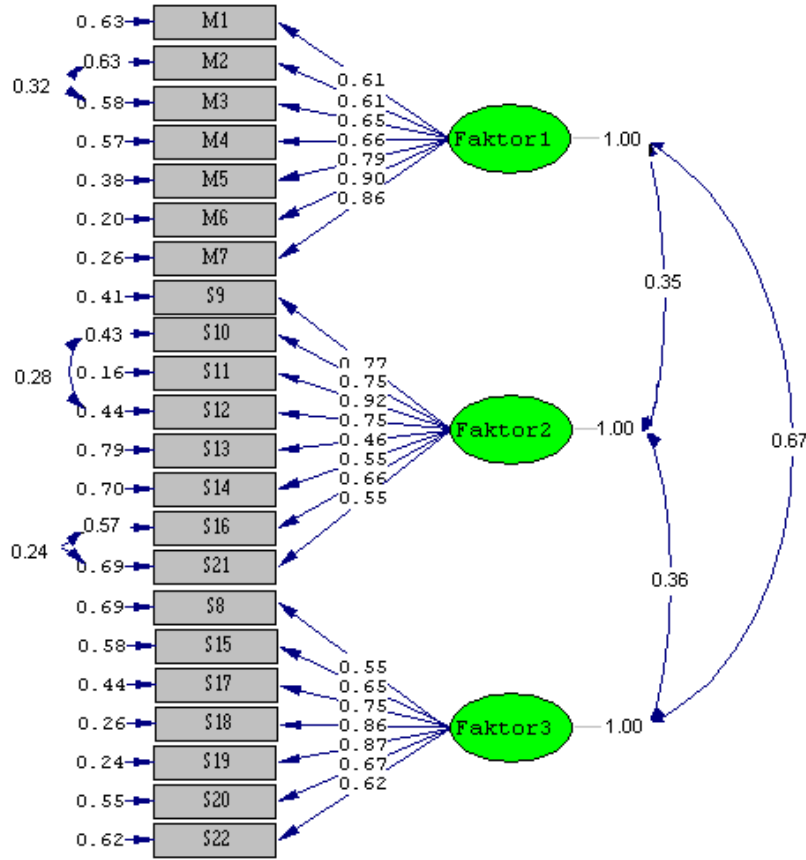 0.63 M1
0.63 M2
0.32
0.58 M3
0.57 M4
0.38 M5
0.20 M6
0.26 M7
0.61
0.61
0.65
0.66
0.79
0.90
0.86
Faktor1 1.00
0.41 S9
0.43 S10
0.28
0.16 S11
0.44 S12
0.79 S13
0.70 S14
0.57 S16
0.24
0.69 S21
0.77
0.75
0.92
0.75
0.46
0.55
0.66
0.55
Faktor2 1.00
0.69 S8
0.58 S15
0.44 S17
0.26 S18
0.24 S19
0.55 S20
0.62 S22
0.55
0.65
0.75
0.86
0.87
0.67
0.62
Faktor3 1.00
0.35
0.67
0.36